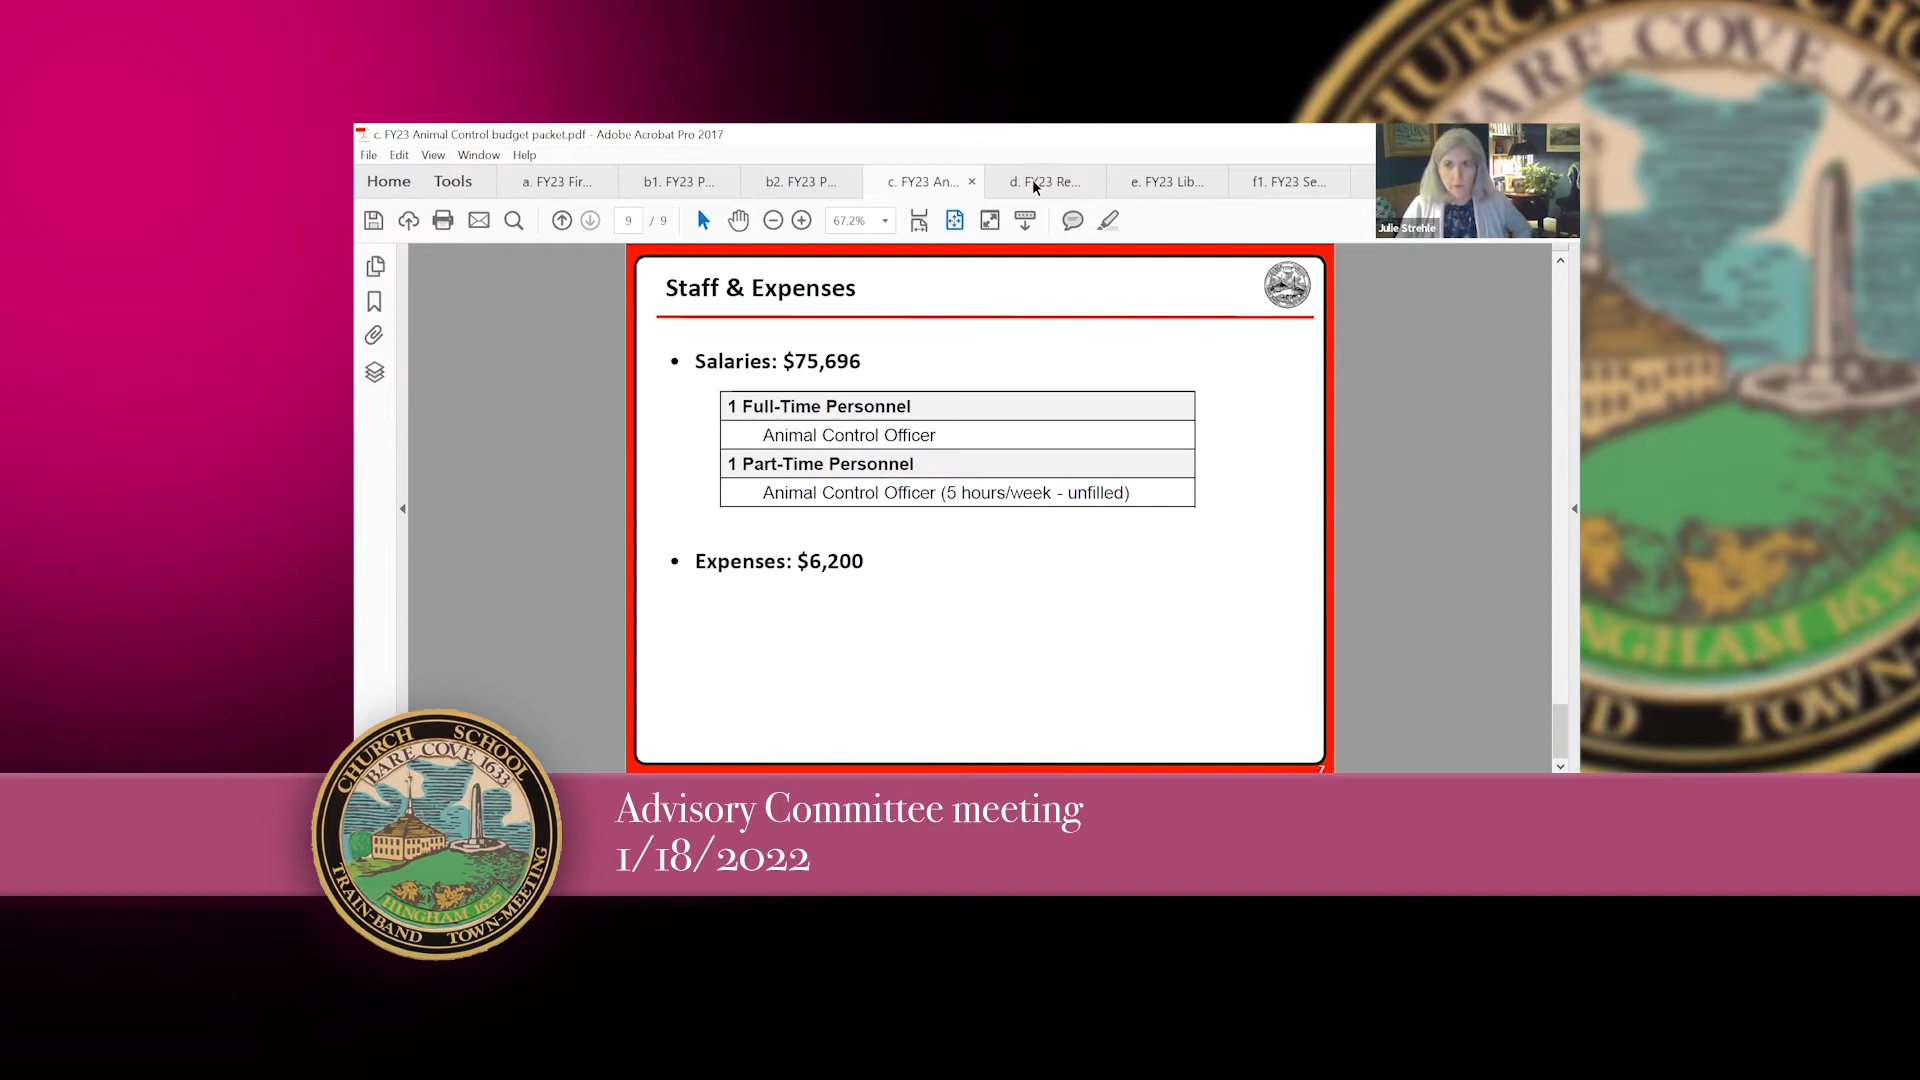 c. FY23 Animal Control budget packet.pdf - Adobe Acrobat Pro 2017
File Edit View Window Help
Home Tools a. FY23 Fir... b1. FY23 P... b2. FY23 P... c. FY23 An... × d. FY23 Re... e. FY23 Lib... f1. FY23 Se...
9 / 9 67.2%
Julie Strehle
Staff & Expenses
• Salaries: $75,696
1 Full-Time Personnel
Animal Control Officer
1 Part-Time Personnel
Animal Control Officer (5 hours/week - unfilled)
• Expenses: $6,200
7
Advisory Committee meeting
1/18/2022
CHURCH SCHOOL
BARE COVE 1633
HINGHAM 1635
TRAIN-BAND TOWN-MEETING